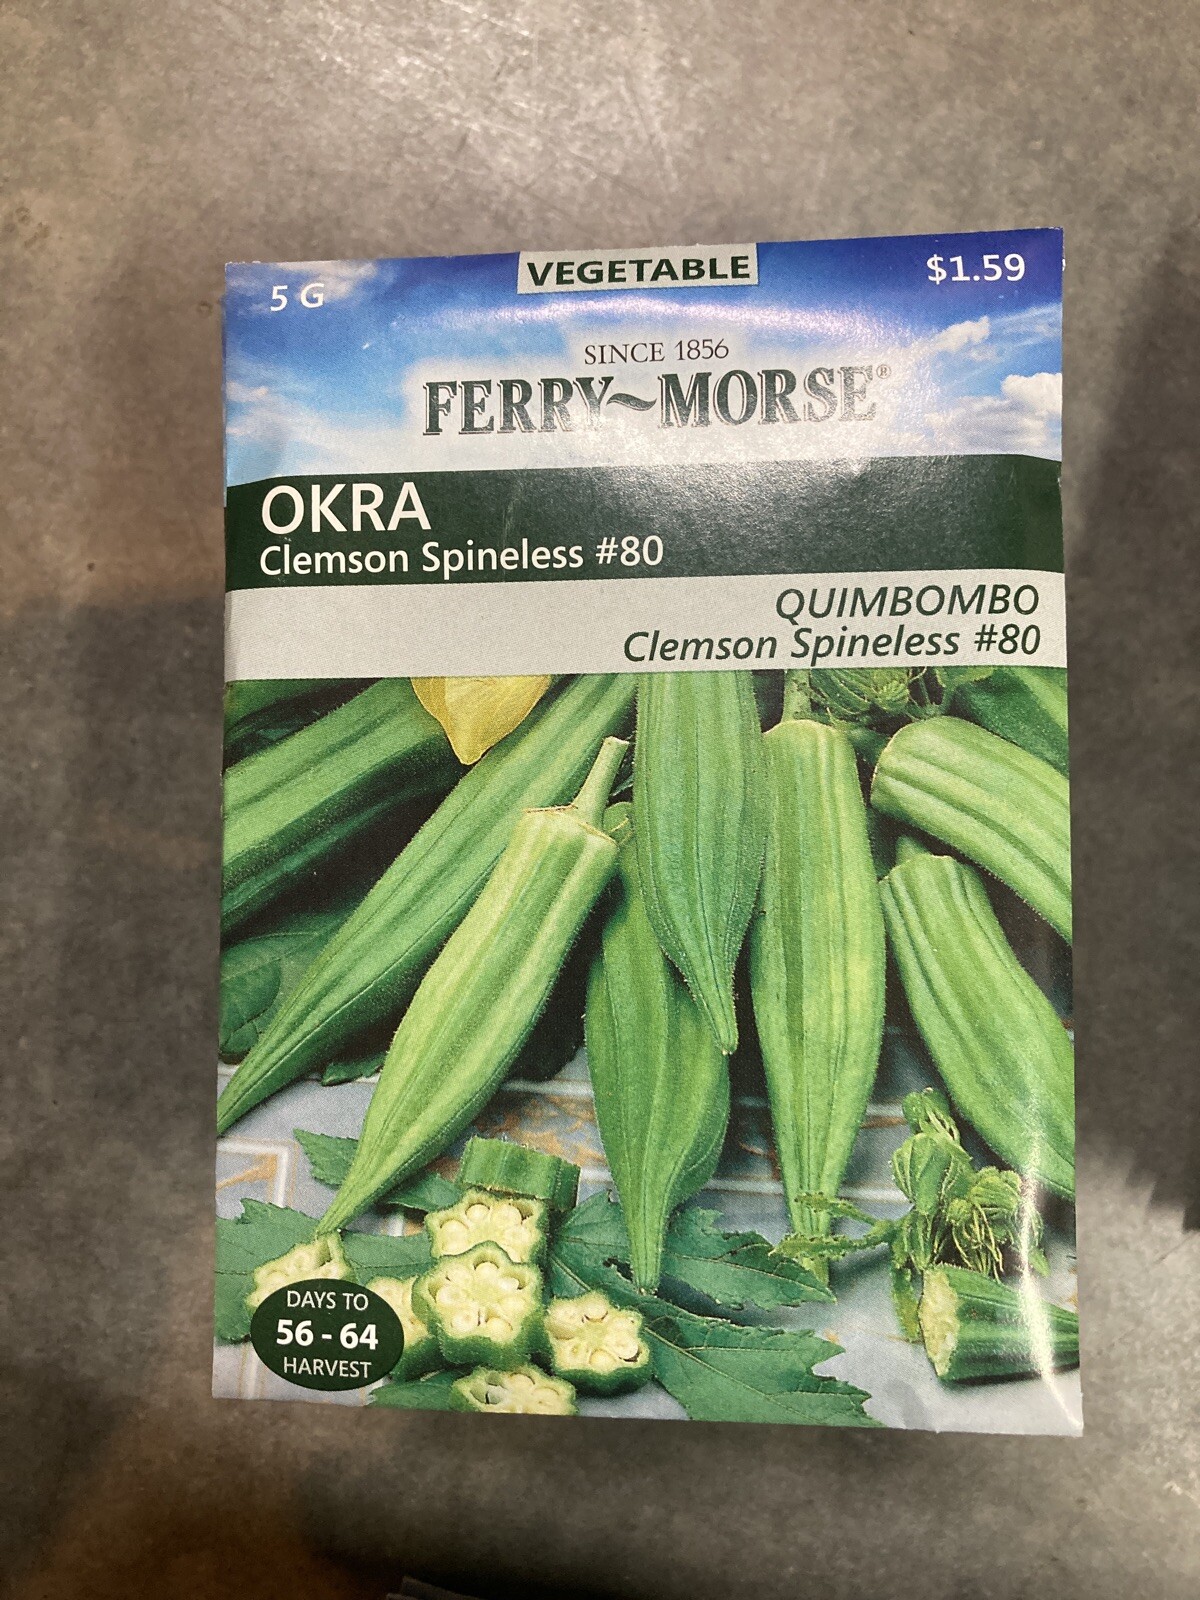 VEGETABLE
5 G
$1.59
SINCE 1856
FERRY~MORSE®
OKRA
Clemson Spineless #80
QUIMBOMBO
Clemson Spineless #80
DAYS TO
56 - 64
HARVEST